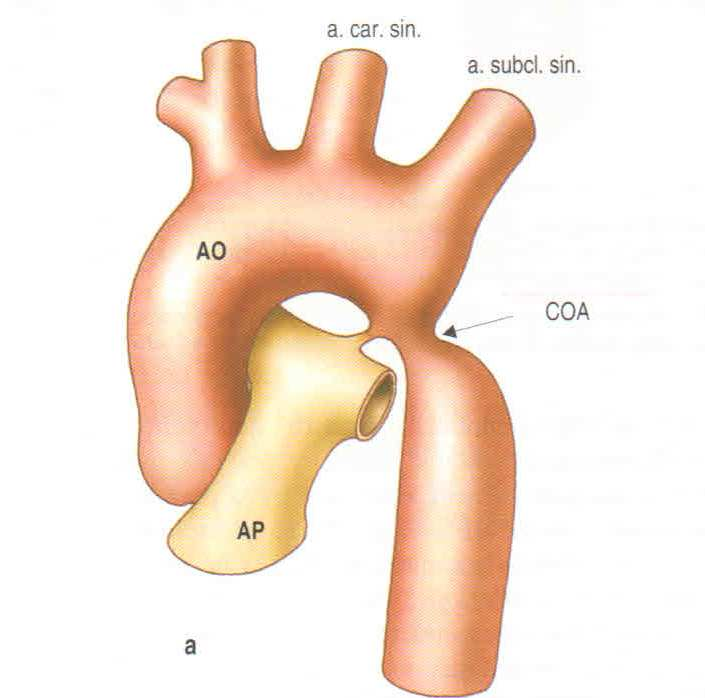 a. car. sin.
a. subcl. sin.
AO
COA
AP
a